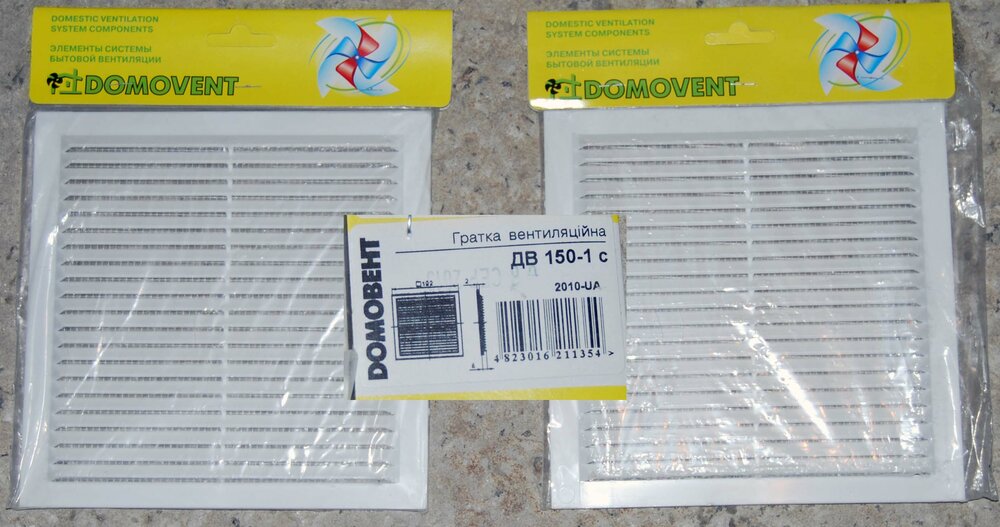 DOMESTIC VENTILATION
SYSTEM COMPONENTS
ЭЛЕМЕНТЫ СИСТЕМЫ
БЫТОВОЙ ВЕНТИЛЯЦИИ
DOMOVENT
DOMESTIC VENTILATION
SYSTEM COMPONENTS
ЭЛЕМЕНТЫ СИСТЕМЫ
БЫТОВОЙ ВЕНТИЛЯЦИИ
DOMOVENT
ДОМОВЕНТ
Гратка вентиляційна
ДВ 150-1 с
2010-UA
4 823016 211354 >